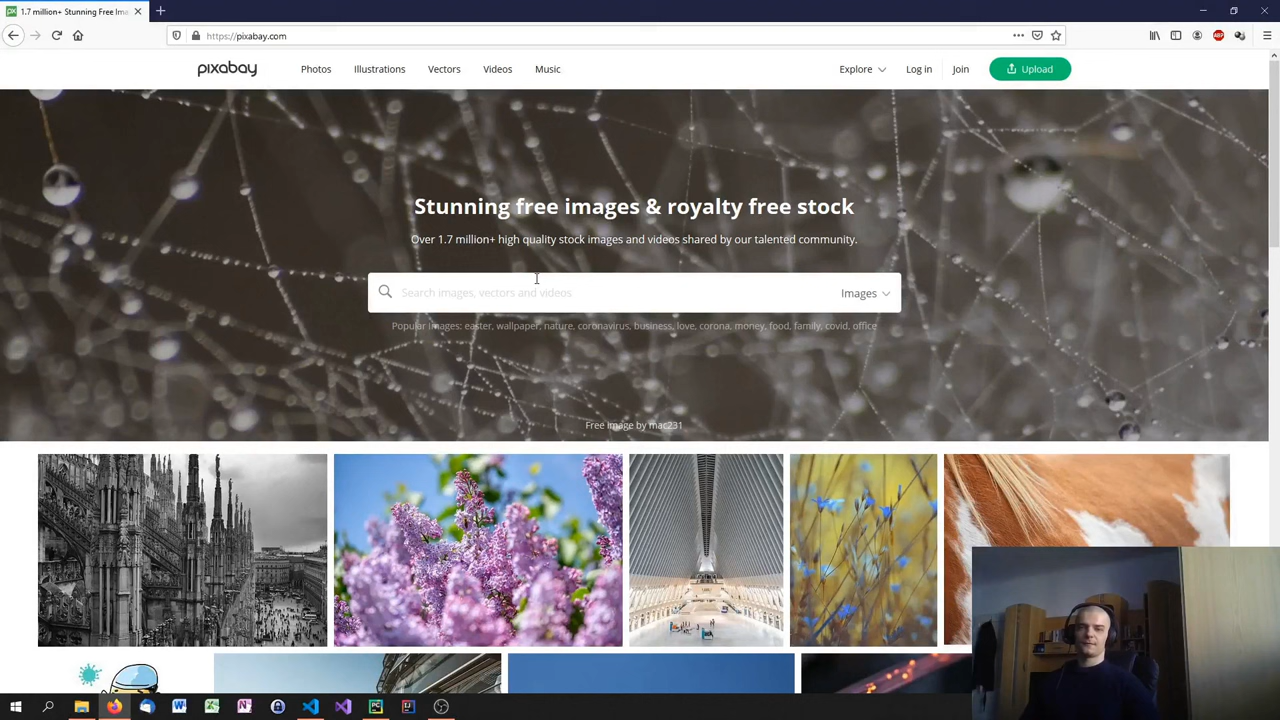 1.7 million+ Stunning Free Ima
https://pixabay.com
ABP
pixabay
Photos
Illustrations
Vectors
Videos
Music
Explore
Log in
Join
Upload
Stunning free images & royalty free stock
Over 1.7 million+ high quality stock images and videos shared by our talented community.
Search images, vectors and videos
Images
Popular Images: easter, wallpaper, nature, coronavirus, business, love, corona, money, food, family, covid, office
Free image by mac231